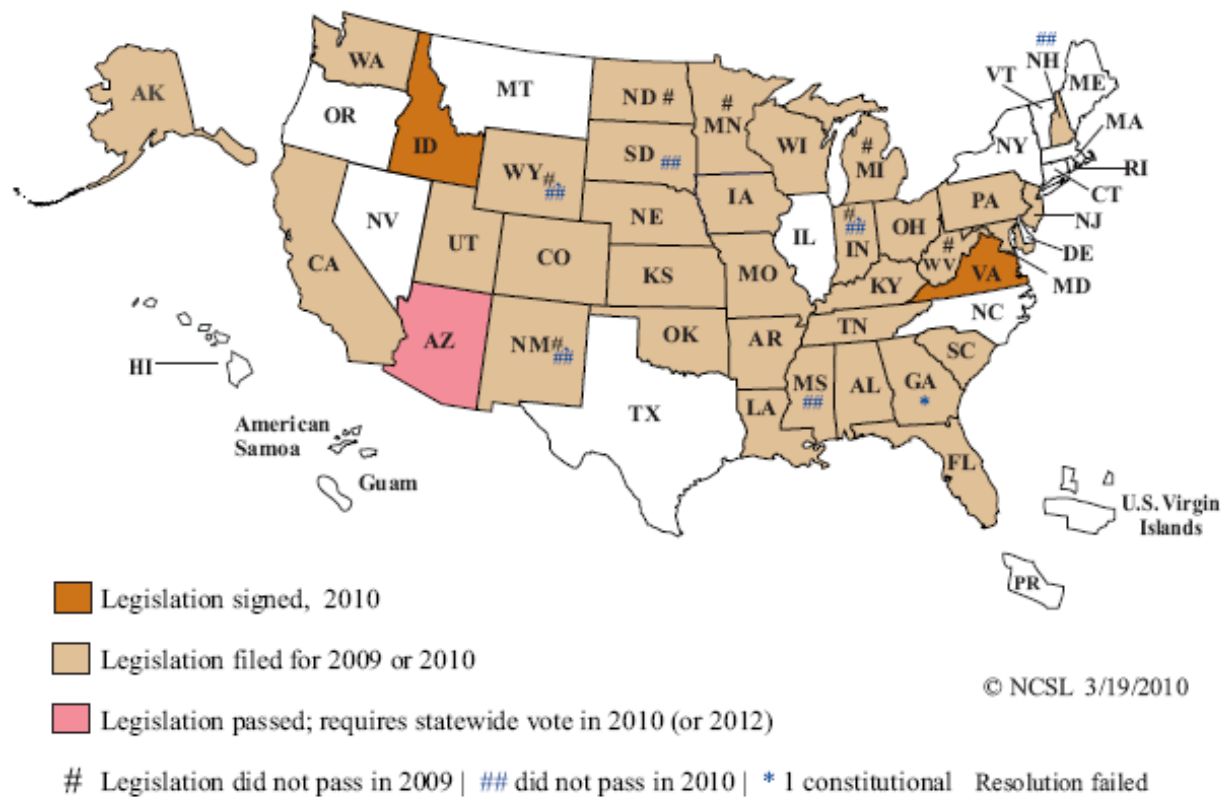 ##
NH
VT
ME
WA
MT
ND #
#
MN
AK
OR
ID
MA
WI
NY
#
MI
SD ##
WY #,
##
RI
CT
IA
PA
NE
NJ
NV
#,
##
IN
OH
IL
UT
DE
#
WV
CO
CA
VA
MO
KS
KY
MD
NC
TN
OK
AR
AZ
NM #,
##
SC
HI
MS
##
AL
GA
*
LA
TX
American
Samoa
FL
Guam
U.S. Virgin
Islands
PR
Legislation signed, 2010
Legislation filed for 2009 or 2010
© NCSL 3/19/2010
Legislation passed; requires statewide vote in 2010 (or 2012)
# Legislation did not pass in 2009 | ## did not pass in 2010 | * 1 constitutional Resolution failed